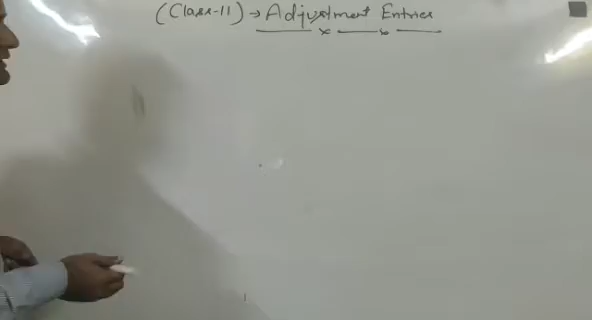 (Class-11) → Adjustment Entries